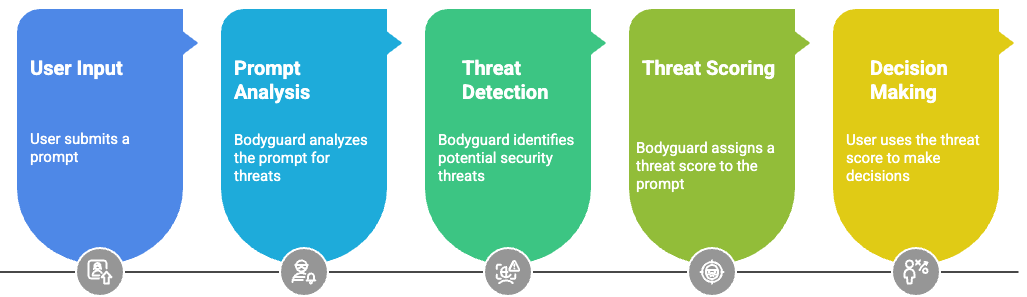 User Input
User submits a
prompt
Prompt
Analysis
Bodyguard analyzes
the prompt for
threats
Threat
Detection
Bodyguard identifies
potential security
threats
Threat Scoring
Bodyguard assigns a
threat score to the
prompt
Decision
Making
User uses the threat
score to make
decisions